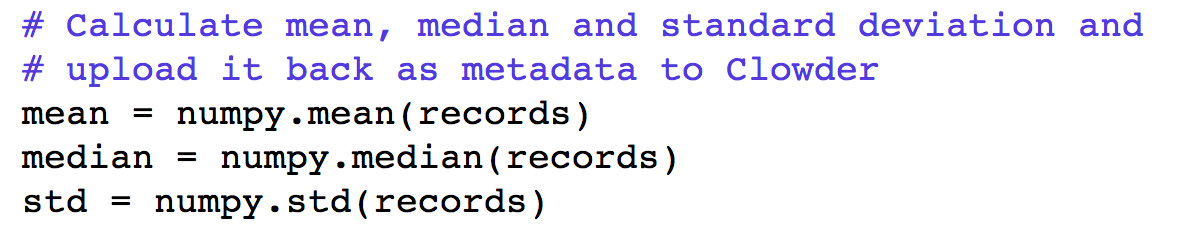 # Calculate mean, median and standard deviation and
# upload it back as metadata to Clowder
mean = numpy.mean(records)
median = numpy.median(records)
std = numpy.std(records)